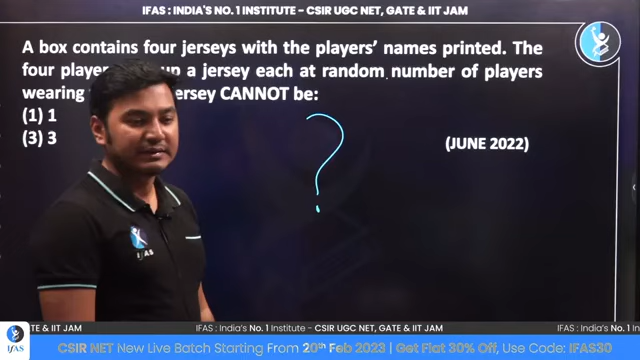 IFAS: INDIA'S NO. 1 INSTITUTE - CSIR UGC NET, GATE & IIT JAM
A box contains four jerseys with the players' names printed. The
four player up a jersey each at random number of players
wearing jersey CANNOT be:
(1) 1
(3) 3
(JUNE 2022)
?
IFAS
iFAS
TE & IIT JAM
IFAS : India's No. 1 Institute - CSIR UGC NET, GATE & IIT JAM
IFAS: India's No. 1 In
CSIR NET New Live Batch Starting From 20th Feb 2023 | Get Flat 30% Off, Use Code: IFAS30